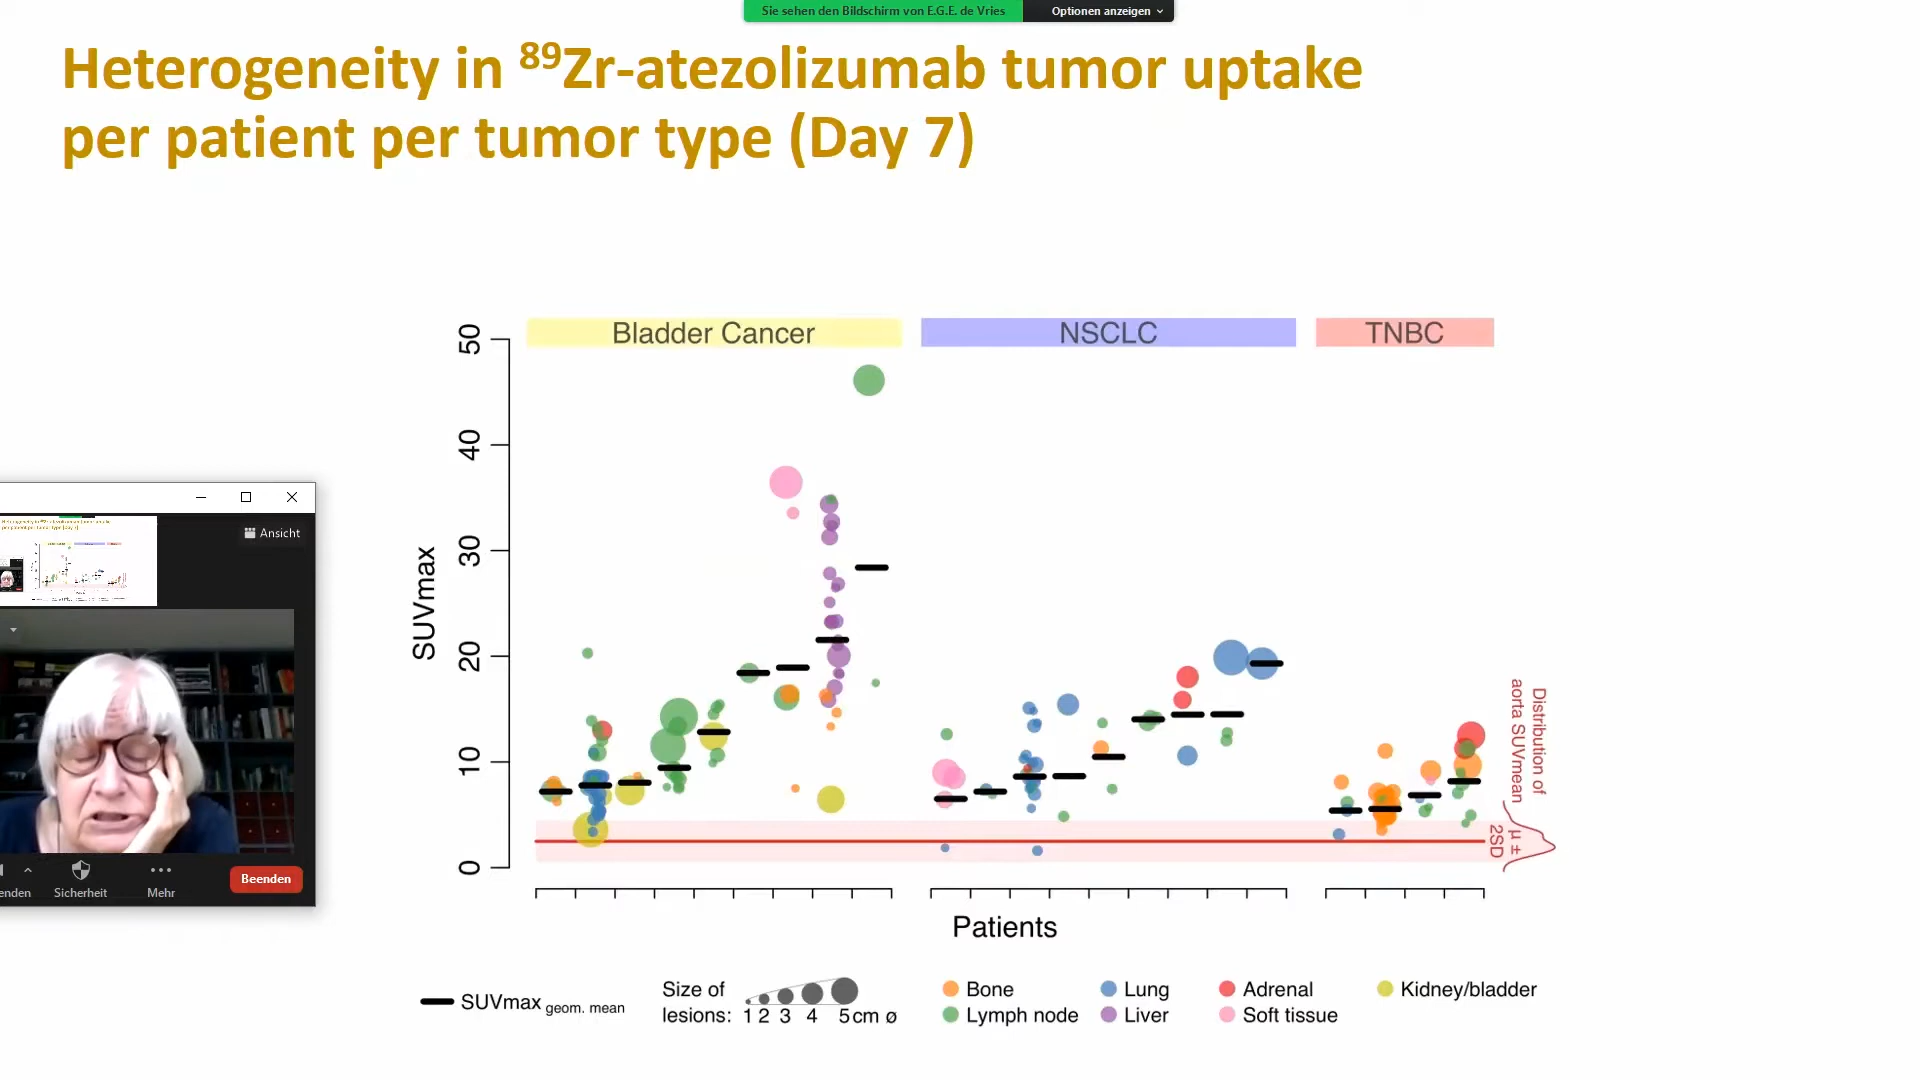 Sie sehen den Bildschirm von E.G.E. de Vries
Optionen anzeigen
Heterogeneity in ⁸⁹Zr-atezolizumab tumor uptake
per patient per tumor type (Day 7)
Bladder Cancer
NSCLC
TNBC
50
40
30
20
10
0
SUVmax
Distribution of
aorta SUVmean
μ ±
2SD
Patients
SUVmax geom. mean
Size of
lesions: 1 2 3 4 5 cm ø
Bone
Lung
Adrenal
Kidney/bladder
Lymph node
Liver
Soft tissue
Ansicht
enden
Sicherheit
Mehr
Beenden